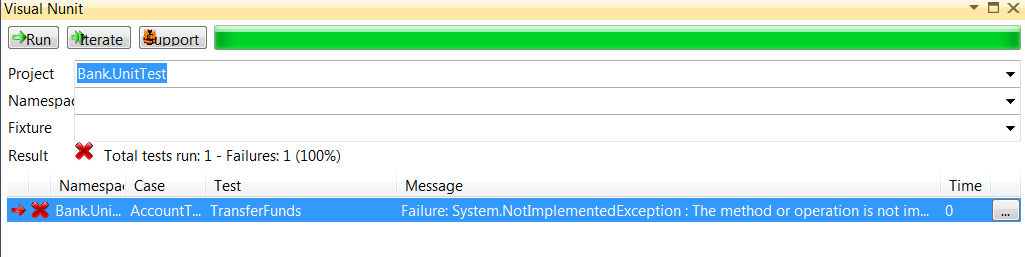 Visual Nunit
Run Iterate Support
Project Bank.UnitTest
Namespac
Fixture
Result Total tests run: 1 - Failures: 1 (100%)
Namespac Case Test Message Time
Bank.Uni... AccountT... TransferFunds Failure: System.NotImplementedException : The method or operation is not im... 0 ...